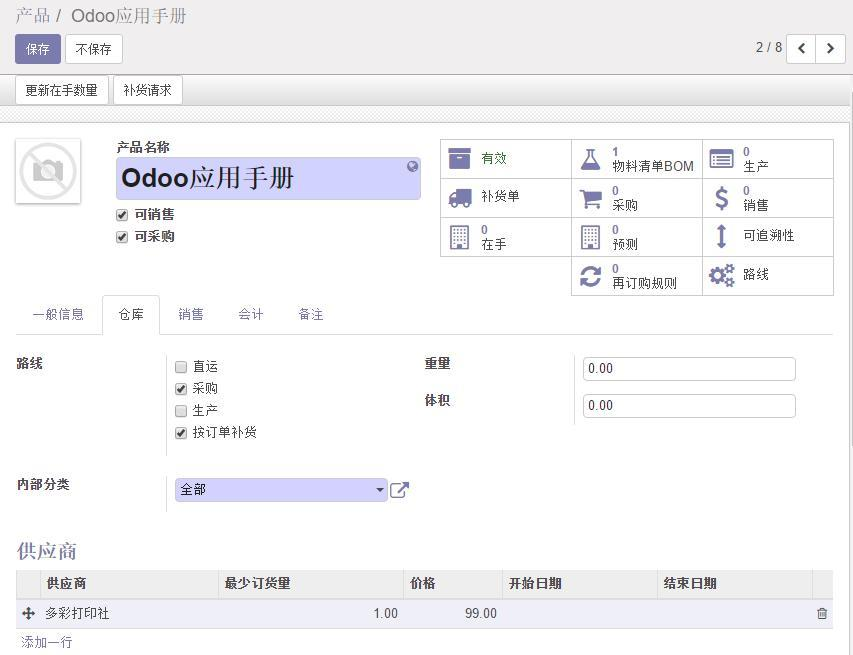 产品 / Odoo应用手册
保存 不保存 2 / 8
更新在手数量 补货请求
产品名称
Odoo应用手册
可销售
可采购
有效 1 物料清单BOM 0 生产
补货单 0 采购 0 销售
0 在手 0 预测 可追溯性
0 再订购规则 路线
一般信息 仓库 销售 会计 备注
路线 直运 重量 0.00
采购
生产 体积 0.00
按订单补货
内部分类 全部
供应商
供应商 最少订货量 价格 开始日期 结束日期
多彩打印社 1.00 99.00
添加一行